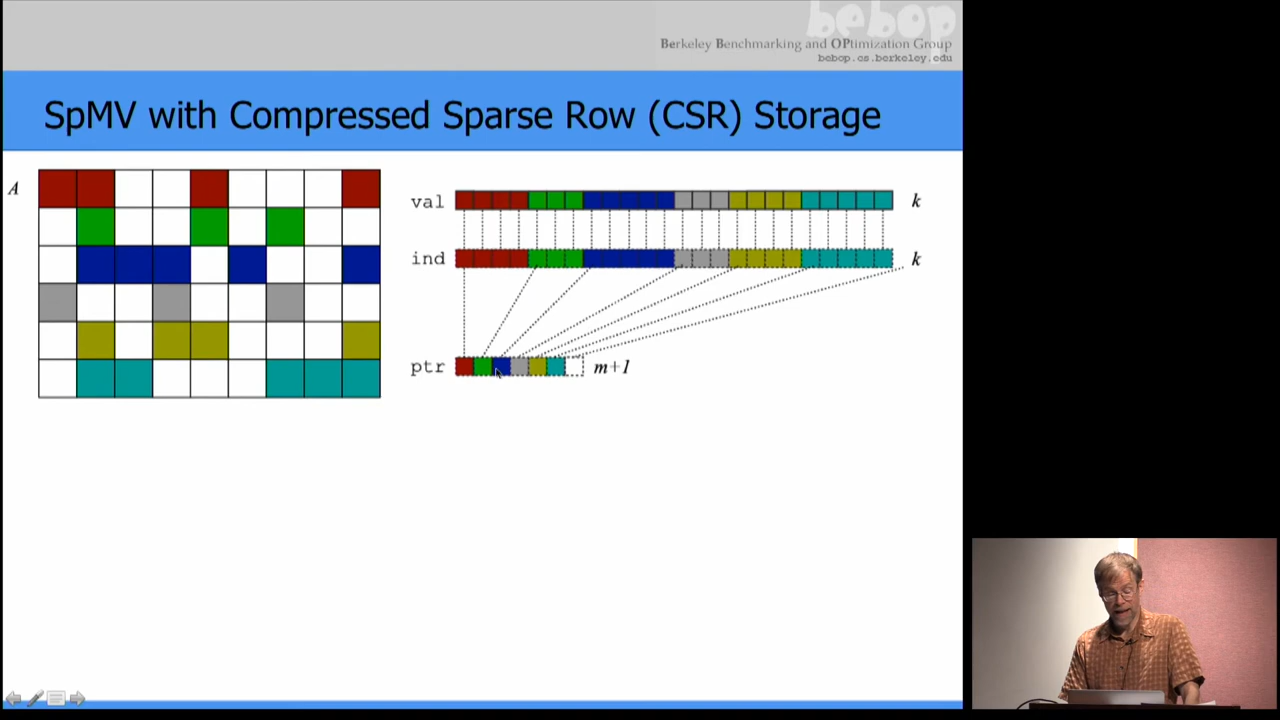 bebop
Berkeley Benchmarking and OPtimization Group
bebop.cs.berkeley.edu
SpMV with Compressed Sparse Row (CSR) Storage
A
val k
ind k
ptr m+1